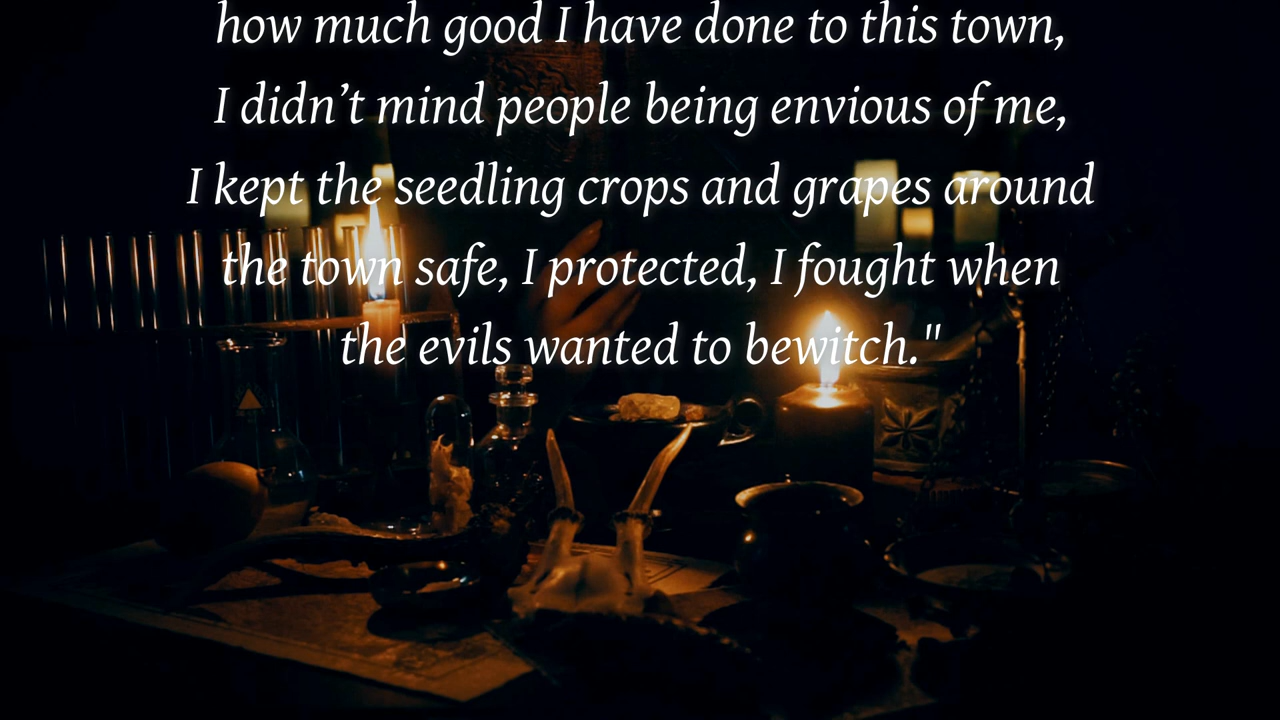 how much good I have done to this town,
I didn’t mind people being envious of me,
I kept the seedling crops and grapes around
the town safe, I protected, I fought when
the evils wanted to bewitch."